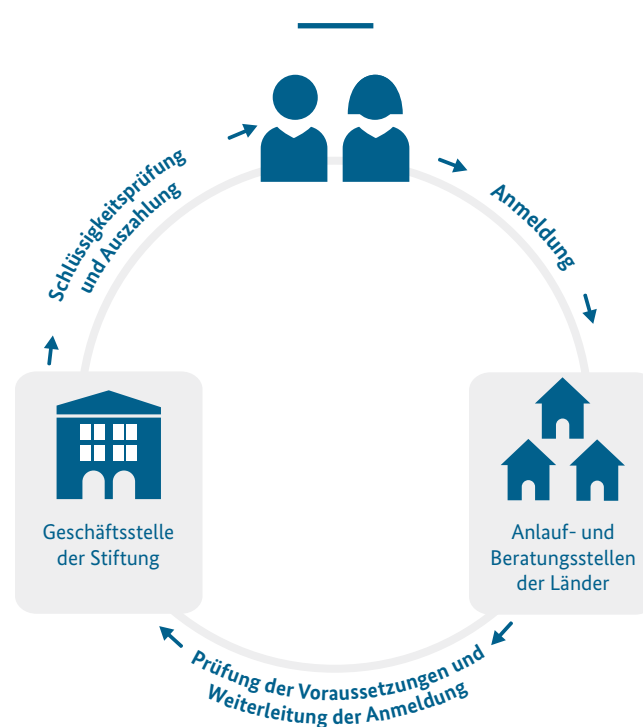 Schlüssigkeitsprüfung
und Auszahlung
Anmeldung
Geschäftsstelle
der Stiftung
Anlauf- und
Beratungsstellen
der Länder
Prüfung der Voraussetzungen und
Weiterleitung der Anmeldung